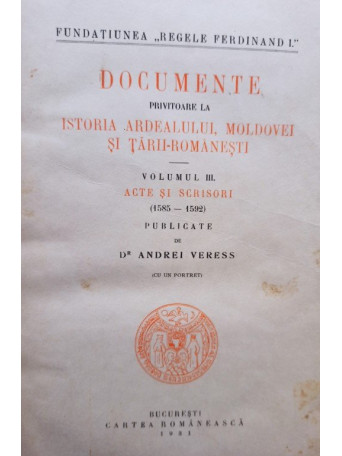 FUNDAȚIUNEA „REGELE FERDINAND I.”
DOCUMENTE
PRIVITOARE LA
ISTORIA ARDEALULUI, MOLDOVEI
ȘI ȚĂRII-ROMÂNEȘTI
VOLUMUL III.
ACTE ȘI SCRISORI
(1585 — 1592)
PUBLICATE
DE
DR ANDREI VERESS
(CU UN PORTRET)
BUCUREȘTI
CARTEA ROMÂNEASCĂ
1931